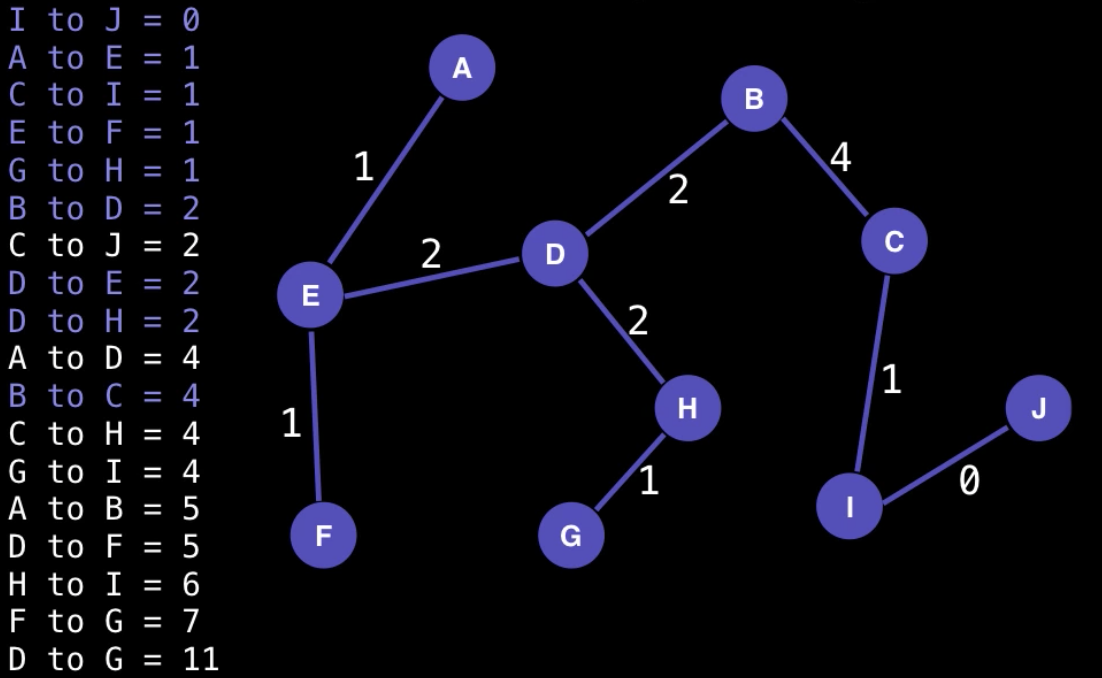 I to J = 0
A to E = 1
C to I = 1
E to F = 1
G to H = 1
B to D = 2
C to J = 2
D to E = 2
D to H = 2
A to D = 4
B to C = 4
C to H = 4
G to I = 4
A to B = 5
D to F = 5
H to I = 6
F to G = 7
D to G = 11
A
B
4
1
2
C
2
D
E
2
1
H
J
1
1
0
I
F
G